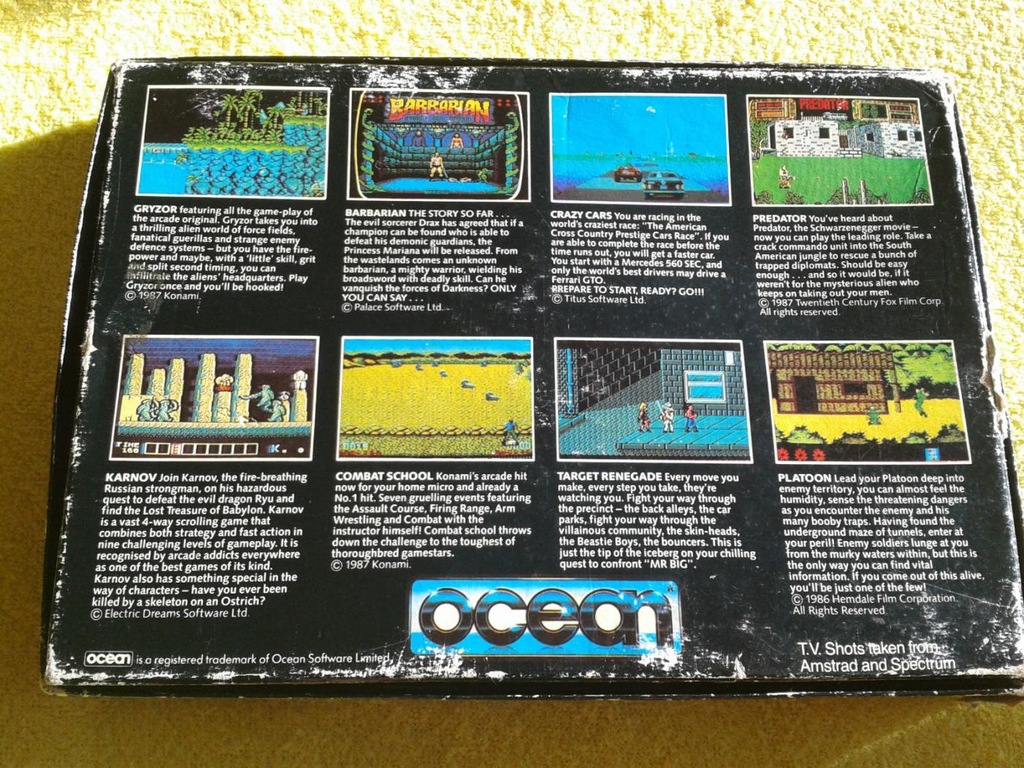 BARBARIAN
PREDATOR
GRYZOR featuring all the game-play of
the arcade original. Gryzor takes you into
a thrilling alien world of force fields,
fanatical guerillas and strange enemy
defence systems – but you have the fire-
power and maybe, with a 'little' skill, grit
and split second timing, you can
infiltrate the aliens' headquarters. Play
Gryzor once and you'll be hooked!
© 1987 Konami.
BARBARIAN THE STORY SO FAR . . .
The evil sorcerer Drax has agreed that if a
champion can be found who is able to
defeat his demonic guardians, the
Princess Mariana will be released. From
the wastelands comes an unknown
barbarian, a mighty warrior, wielding his
broadsword with deadly skill. Can he
vanquish the forces of Darkness? ONLY
YOU CAN SAY . . .
© Palace Software Ltd.
CRAZY CARS You are racing in the
world's craziest race: "The American
Cross Country Prestige Cars Race". If you
are able to complete the race before the
time runs out, you will get a faster car.
You start with a Mercedes 560 SEC, and
only the world's best drivers may drive a
Ferrari GTO.
PREPARE TO START, READY? GO!!!
© Titus Software Ltd.
PREDATOR You've heard about
Predator, the Schwarzenegger movie –
now you can play the leading role. Take a
crack commando unit into the South
American jungle to rescue a bunch of
trapped diplomats. Should be easy
enough . . . and so it would be, if it
weren't for the mysterious alien who
keeps on taking out your men.
© 1987 Twentieth Century Fox Film Corp.
All rights reserved.
TIME
166
K.
KARNOV Join Karnov, the fire-breathing
Russian strongman, on his hazardous
quest to defeat the evil dragon Ryu and
find the Lost Treasure of Babylon. Karnov
is a vast 4-way scrolling game that
combines both strategy and fast action in
nine challenging levels of gameplay. It is
recognised by arcade addicts everywhere
as one of the best games of its kind.
Karnov also has something special in the
way of characters – have you ever been
killed by a skeleton on an Ostrich?
© Electric Dreams Software Ltd.
COMBAT SCHOOL Konami's arcade hit
now for your home micro and already a
No.1 hit. Seven gruelling events featuring
the Assault Course, Firing Range, Arm
Wrestling and Combat with the
instructor himself! Combat school throws
down the challenge to the toughest of
thoroughbred gamestars.
© 1987 Konami.
TARGET RENEGADE Every move you
make, every step you take, they're
watching you. Fight your way through
the precinct – the back alleys, the car
parks, fight your way through the
villainous community, the skin-heads,
the Beastie Boys, the bouncers. This is
just the tip of the iceberg on your chilling
quest to confront "MR BIG".
PLATOON Lead your Platoon deep into
enemy territory, you can almost feel the
humidity, sense the threatening dangers
as you encounter the enemy and his
many booby traps. Having found the
underground maze of tunnels, enter at
your peril! Enemy soldiers lunge at you
from the murky waters within, but this is
the only way you can find vital
information. If you come out of this alive,
you'll be just one of the few!
© 1986 Hemdale Film Corporation.
All Rights Reserved.
ocean
ocean is a registered trademark of Ocean Software Limited
T.V. Shots taken from
Amstrad and Spectrum